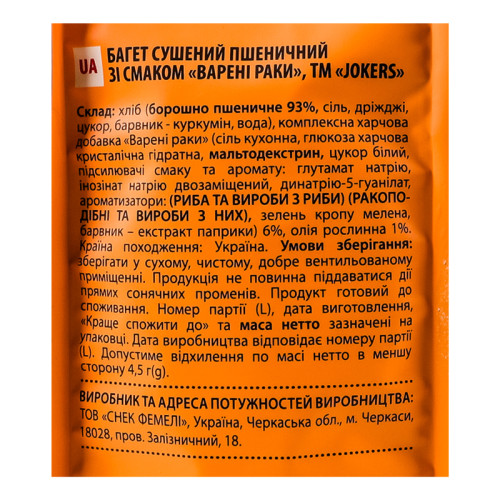 UA
БАГЕТ СУШЕНИЙ ПШЕНИЧНИЙ
ЗІ СМАКОМ «ВАРЕНІ РАКИ», ТМ «JOKERS»
Склад: хліб (борошно пшеничне 93%, сіль, дріжджі,
цукор, барвник - куркумін, вода), комплексна харчова
добавка «Варені раки» (сіль кухонна, глюкоза харчова
кристалічна гідратна, мальтодекстрин, цукор білий,
підсилювачі смаку та аромату: глутамат натрію,
інозінат натрію двозаміщений, динатрію-5-гуанілат,
ароматизатори: (РИБА ТА ВИРОБИ З РИБИ) (РАКОПО-
ДІБНІ ТА ВИРОБИ З НИХ), зелень кропу мелена,
барвник – екстракт паприки) 6%, олія рослинна 1%.
Країна походження: Україна. Умови зберігання:
зберігати у сухому, чистому, добре вентильованому
приміщенні. Продукція не повинна піддаватися дії
прямих сонячних променів. Продукт готовий до
споживання. Номер партії (L), дата виготовлення,
«Краще спожити до» та маса нетто зазначені на
упаковці. Дата виробництва відповідає номеру партії
(L). Допустиме відхилення по масі нетто в меншу
сторону 4,5 г(g).
ВИРОБНИК ТА АДРЕСА ПОТУЖНОСТЕЙ ВИРОБНИЦТВА:
ТОВ «СНЕК ФЕМЕЛІ», Україна, Черкаська обл., м. Черкаси,
18028, пров. Залізничний, 18.